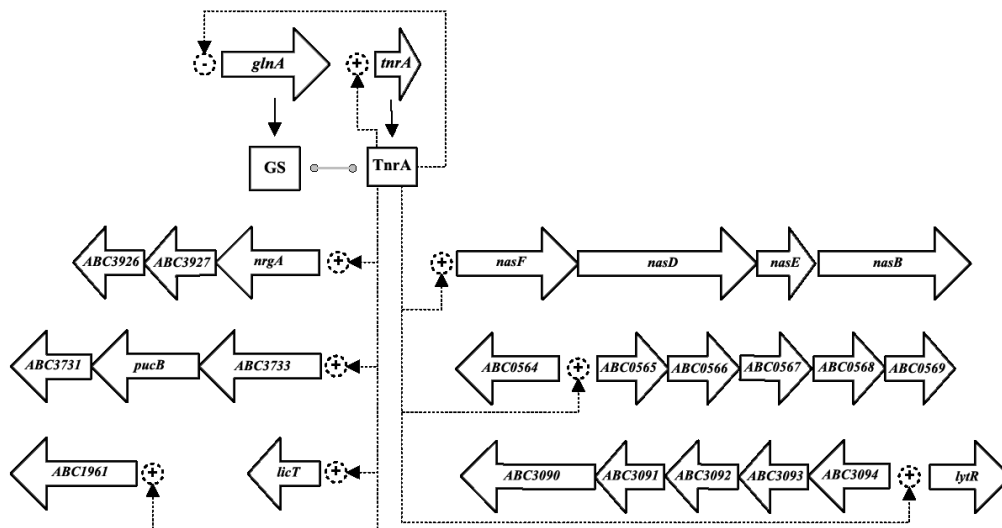 - glnA + tnrA
GS TnrA
ABC3926 ABC3927 nrgA +
+ nasF nasD nasE nasB
ABC3731 pucB ABC3733 +
ABC0564 + ABC0565 ABC0566 ABC0567 ABC0568 ABC0569
ABC1961 + licT +
ABC3090 ABC3091 ABC3092 ABC3093 ABC3094 + lytR